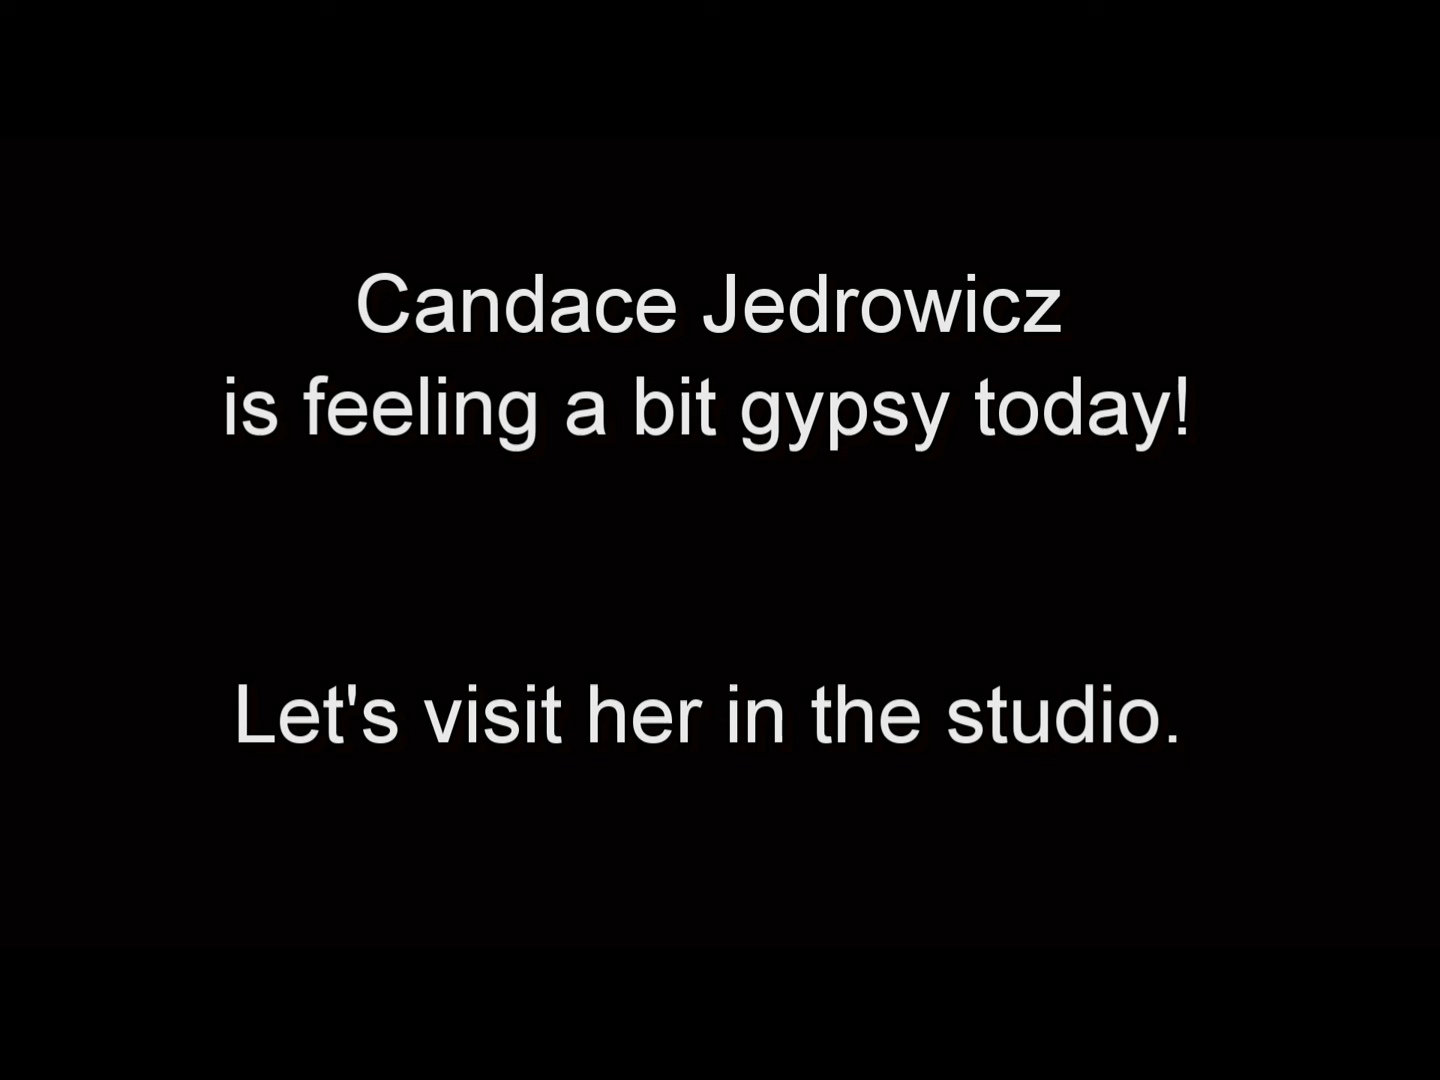 Candace Jedrowicz
is feeling a bit gypsy today!
Let's visit her in the studio.